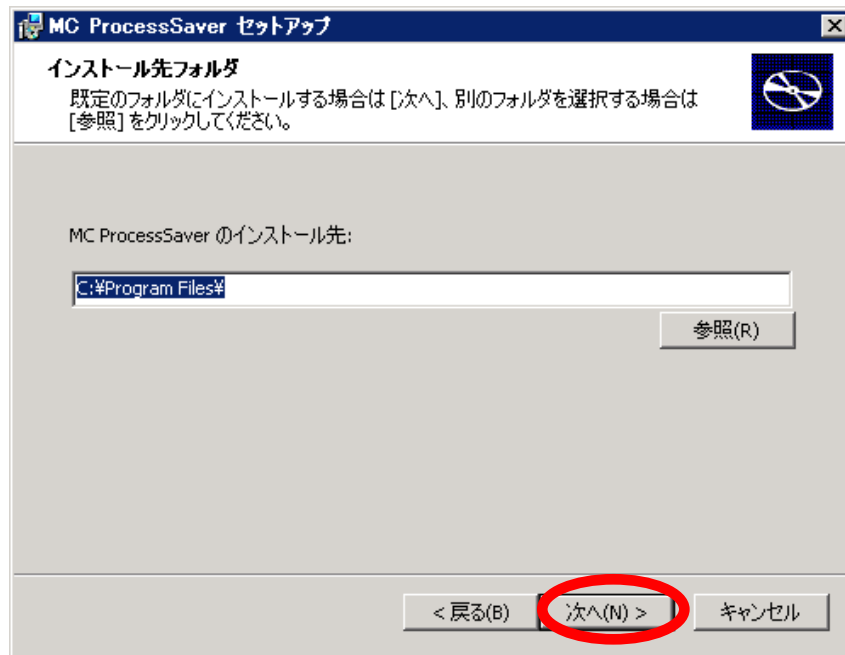 MC ProcessSaver セットアップ
インストール先フォルダ
既定のフォルダにインストールする場合は [次へ]、別のフォルダを選択する場合は
[参照] をクリックしてください。
MC ProcessSaver のインストール先:
C:¥Program Files¥
参照(R)
< 戻る(B)
次へ(N) >
キャンセル